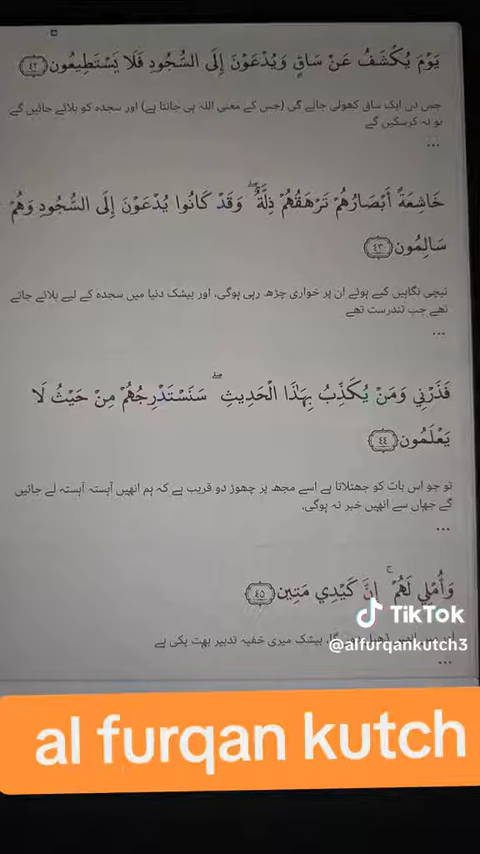 يَوْمَ يُكْشَفُ عَنْ سَاقٍ وَيُدْعَوْنَ إِلَى السُّجُودِ فَلَا يَسْتَطِيعُونَ ٤٢
جس دن ایک ساق کھولی جائے گی (جس کے معنی اللہ ہی جانتا ہے) اور سجدہ کو بلائے جائیں گے
تو نہ کرسکیں گے
...
خَاشِعَةً أَبْصَارُهُمْ تَرْهَقُهُمْ ذِلَّةٌ ۖ وَقَدْ كَانُوا يُدْعَوْنَ إِلَى السُّجُودِ وَهُمْ
سَالِمُونَ ٤٣
نیچی نگاہیں کیے ہوئے ان پر خواری چڑھ رہی ہوگی، اور بیشک دنیا میں سجدہ کے لیے بلائے جاتے
تھے جب تندرست تھے
...
فَذَرْنِي وَمَنْ يُكَذِّبُ بِهَٰذَا الْحَدِيثِ ۖ سَنَسْتَدْرِجُهُمْ مِنْ حَيْثُ لَا
يَعْلَمُونَ ٤٤
تو جو اس بات کو جھٹلاتا ہے اسے مجھ پر چھوڑ دو قریب ہے کہ ہم انھیں آہستہ آہستہ لے جائیں
گے جہاں سے انھیں خبر نہ ہوگی،
...
وَأُمْلِي لَهُمْ ۚ إِنَّ كَيْدِي مَتِينٌ ٤٥
TikTok
@alfurqankutch3
بیشک میری خفیہ تدبیر بہت پکی ہے
...
al furqan kutch